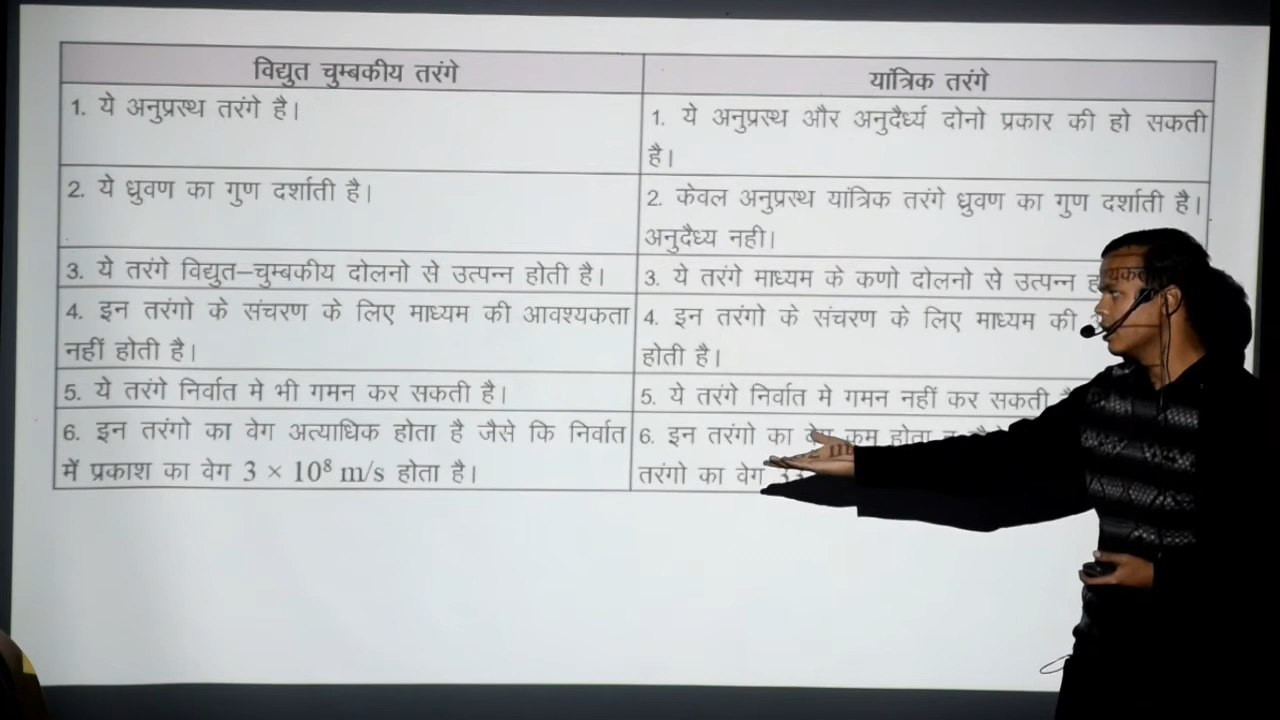 विद्युत चुम्बकीय तरंगे
यांत्रिक तरंगे
1. ये अनुप्रस्थ तरंगे है।
1. ये अनुप्रस्थ और अनुदैर्ध्य दोनो प्रकार की हो सकती
है।
2. ये ध्रुवण का गुण दर्शाती है।
2. केवल अनुप्रस्थ यांत्रिक तरंगे ध्रुवण का गुण दर्शाती है।
अनुदैध्य नही।
3. ये तरंगे विद्युत–चुम्बकीय दोलनो से उत्पन्न होती है।
3. ये तरंगे माध्यम के कणो दोलनो से उत्पन्न
4. इन तरंगो के संचरण के लिए माध्यम की आवश्यकता
नहीं होती है।
4. इन तरंगो के संचरण के लिए माध्यम की
होती है।
5. ये तरंगे निर्वात मे भी गमन कर सकती है।
5. ये तरंगे निर्वात मे गमन नहीं कर सकती
6. इन तरंगो का वेग अत्याधिक होता है जैसे कि निर्वात
में प्रकाश का वेग 3 × 10⁸ m/s होता है।
6. इन तरंगो का वेग कम होता
तरंगो का वेग